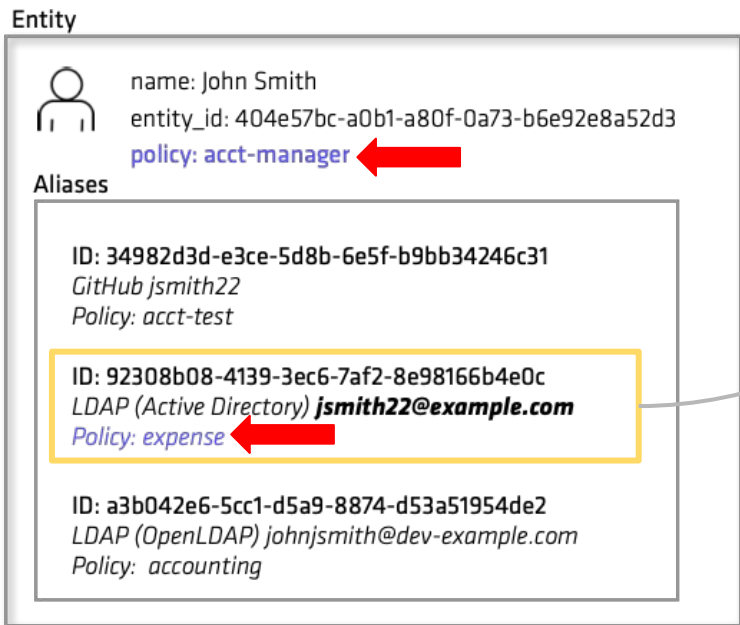 Entity
name: John Smith
entity_id: 404e57bc-a0b1-a80f-0a73-b6e92e8a52d3
policy: acct-manager
Aliases
ID: 34982d3d-e3ce-5d8b-6e5f-b9bb34246c31
GitHub jsmith22
Policy: acct-test
ID: 92308b08-4139-3ec6-7af2-8e98166b4e0c
LDAP (Active Directory) jsmith22@example.com
Policy: expense
ID: a3b042e6-5cc1-d5a9-8874-d53a51954de2
LDAP (OpenLDAP) johnjsmith@dev-example.com
Policy: accounting